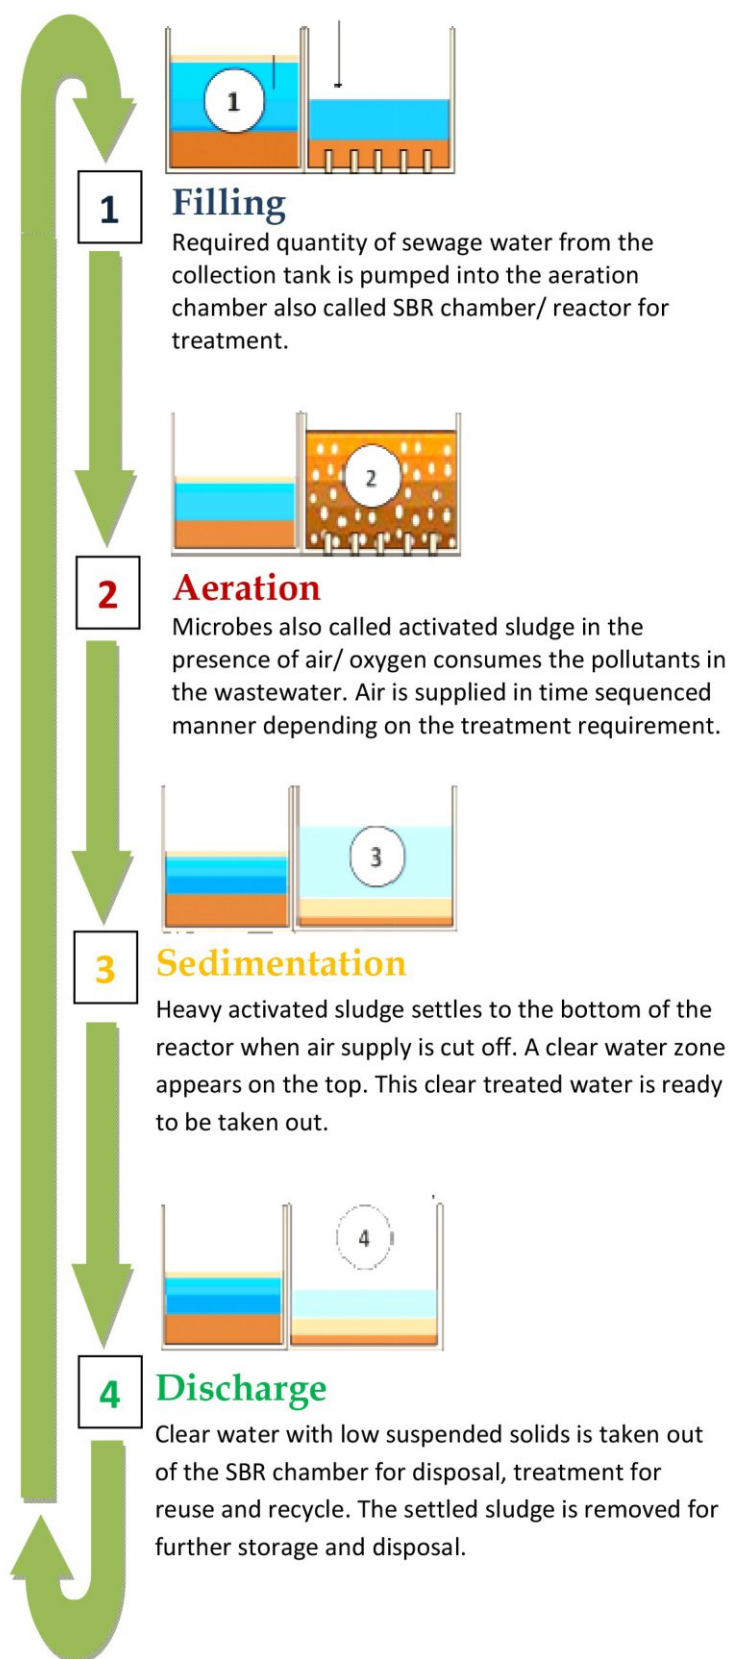 1
1
Filling
Required quantity of sewage water from the
collection tank is pumped into the aeration
chamber also called SBR chamber/ reactor for
treatment.
2
2
Aeration
Microbes also called activated sludge in the
presence of air/ oxygen consumes the pollutants in
the wastewater. Air is supplied in time sequenced
manner depending on the treatment requirement.
3
3
Sedimentation
Heavy activated sludge settles to the bottom of the
reactor when air supply is cut off. A clear water zone
appears on the top. This clear treated water is ready
to be taken out.
4
4
Discharge
Clear water with low suspended solids is taken out
of the SBR chamber for disposal, treatment for
reuse and recycle. The settled sludge is removed for
further storage and disposal.